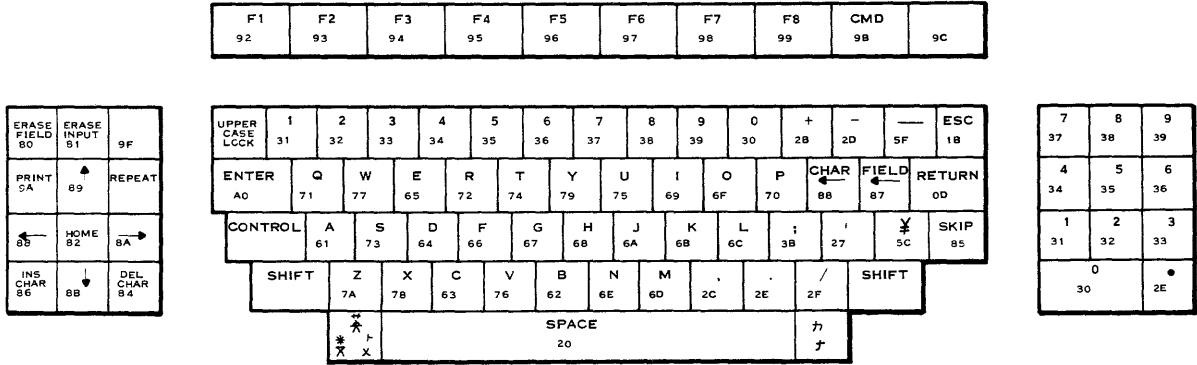 F1 F2 F3 F4 F5 F6 F7 F8 CMD
92 93 94 95 96 97 98 99 9B 9C
ERASE FIELD 80 ERASE INPUT 81 9F
PRINT 9A 89 REPEAT
88 HOME 82 8A
INS CHAR 86 8B DEL CHAR 84
UPPER CASE LOCK 1 2 3 4 5 6 7 8 9 0 + - — ESC
31 32 33 34 35 36 37 38 39 30 2B 2D 5F 1B
ENTER Q W E R T Y U I O P CHAR FIELD RETURN
A0 71 77 65 72 74 79 75 69 6F 70 88 87 0D
CONTROL A S D F G H J K L ; ' ¥ SKIP
61 73 64 66 67 68 6A 6B 6C 3B 27 5C 85
SHIFT Z X C V B N M , . / SHIFT
7A 78 63 76 62 6E 6D 2C 2E 2F
SPACE カ
20 ナ
7 8 9
37 38 39
4 5 6
34 35 36
1 2 3
31 32 33
0 •
30 2E